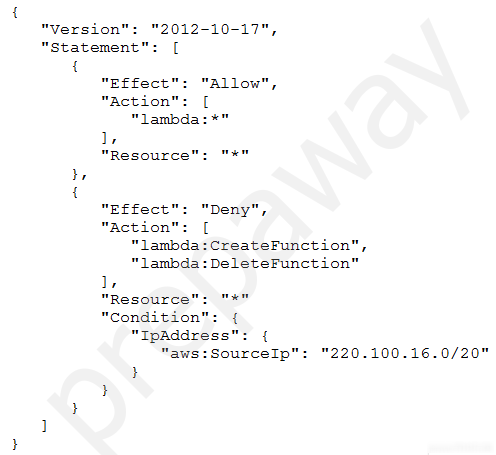 {
"Version": "2012-10-17",
"Statement": [
{
"Effect": "Allow",
"Action": [
"lambda:*"
],
"Resource": "*"
},
{
"Effect": "Deny",
"Action": [
"lambda:CreateFunction",
"lambda:DeleteFunction"
],
"Resource": "*"
"Condition": {
"IpAddress": {
"aws:SourceIp": "220.100.16.0/20"
}
}
}
]
}
prepaway